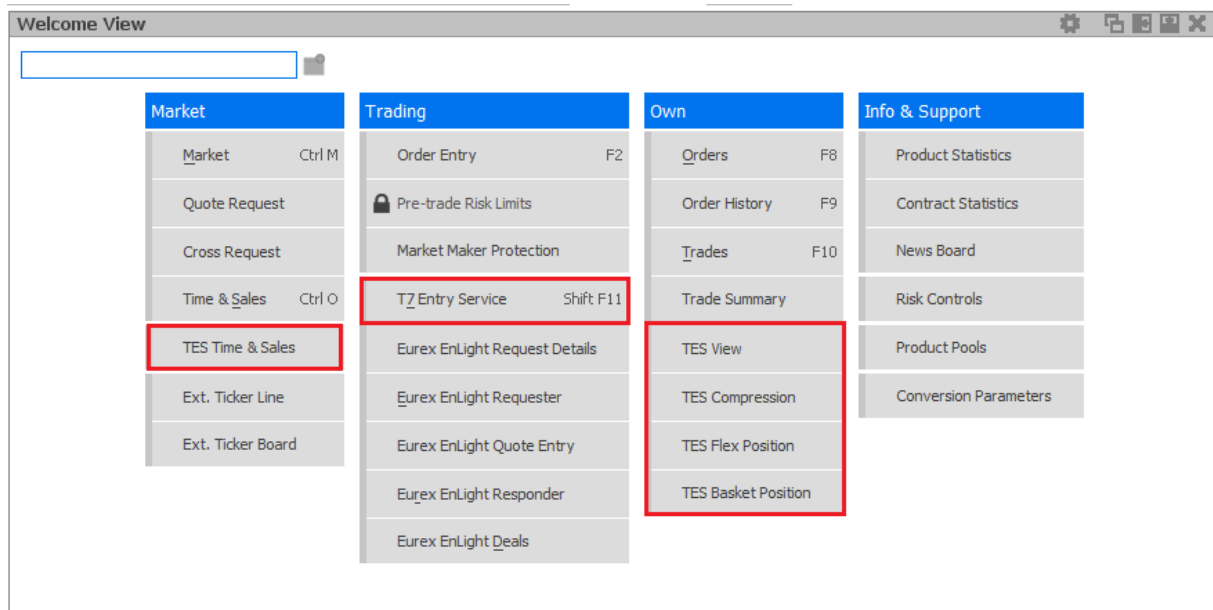 Welcome View
Market
Market Ctrl M
Quote Request
Cross Request
Time & Sales Ctrl O
TES Time & Sales
Ext. Ticker Line
Ext. Ticker Board
Trading
Order Entry F2
Pre-trade Risk Limits
Market Maker Protection
T7 Entry Service Shift F11
Eurex EnLight Request Details
Eurex EnLight Requester
Eurex EnLight Quote Entry
Eurex EnLight Responder
Eurex EnLight Deals
Own
Orders F8
Order History F9
Trades F10
Trade Summary
TES View
TES Compression
TES Flex Position
TES Basket Position
Info & Support
Product Statistics
Contract Statistics
News Board
Risk Controls
Product Pools
Conversion Parameters